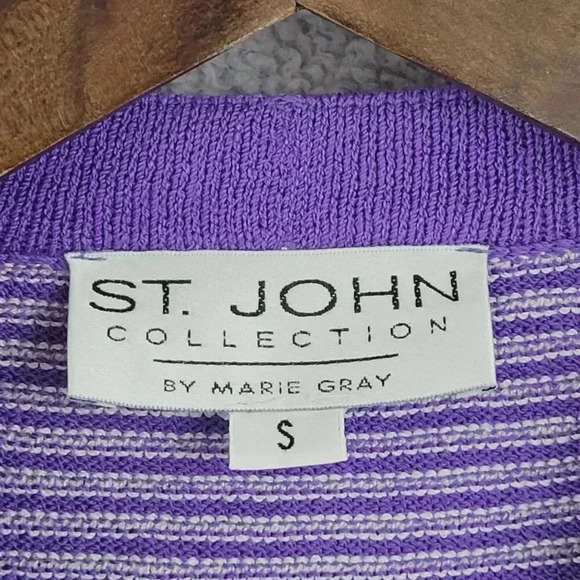 ST. JOHN
COLLECTION
BY MARIE GRAY
S